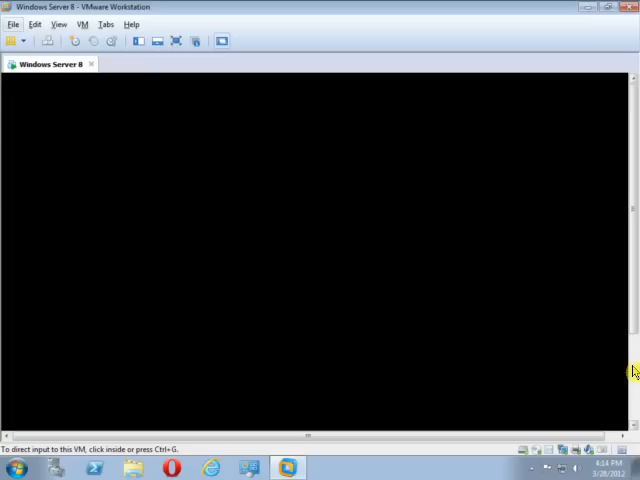 Windows Server 8 - VMware Workstation
File Edit View VM Tabs Help
Windows Server 8
To direct input to this VM, click inside or press Ctrl+G.
4:14 PM
3/28/2012